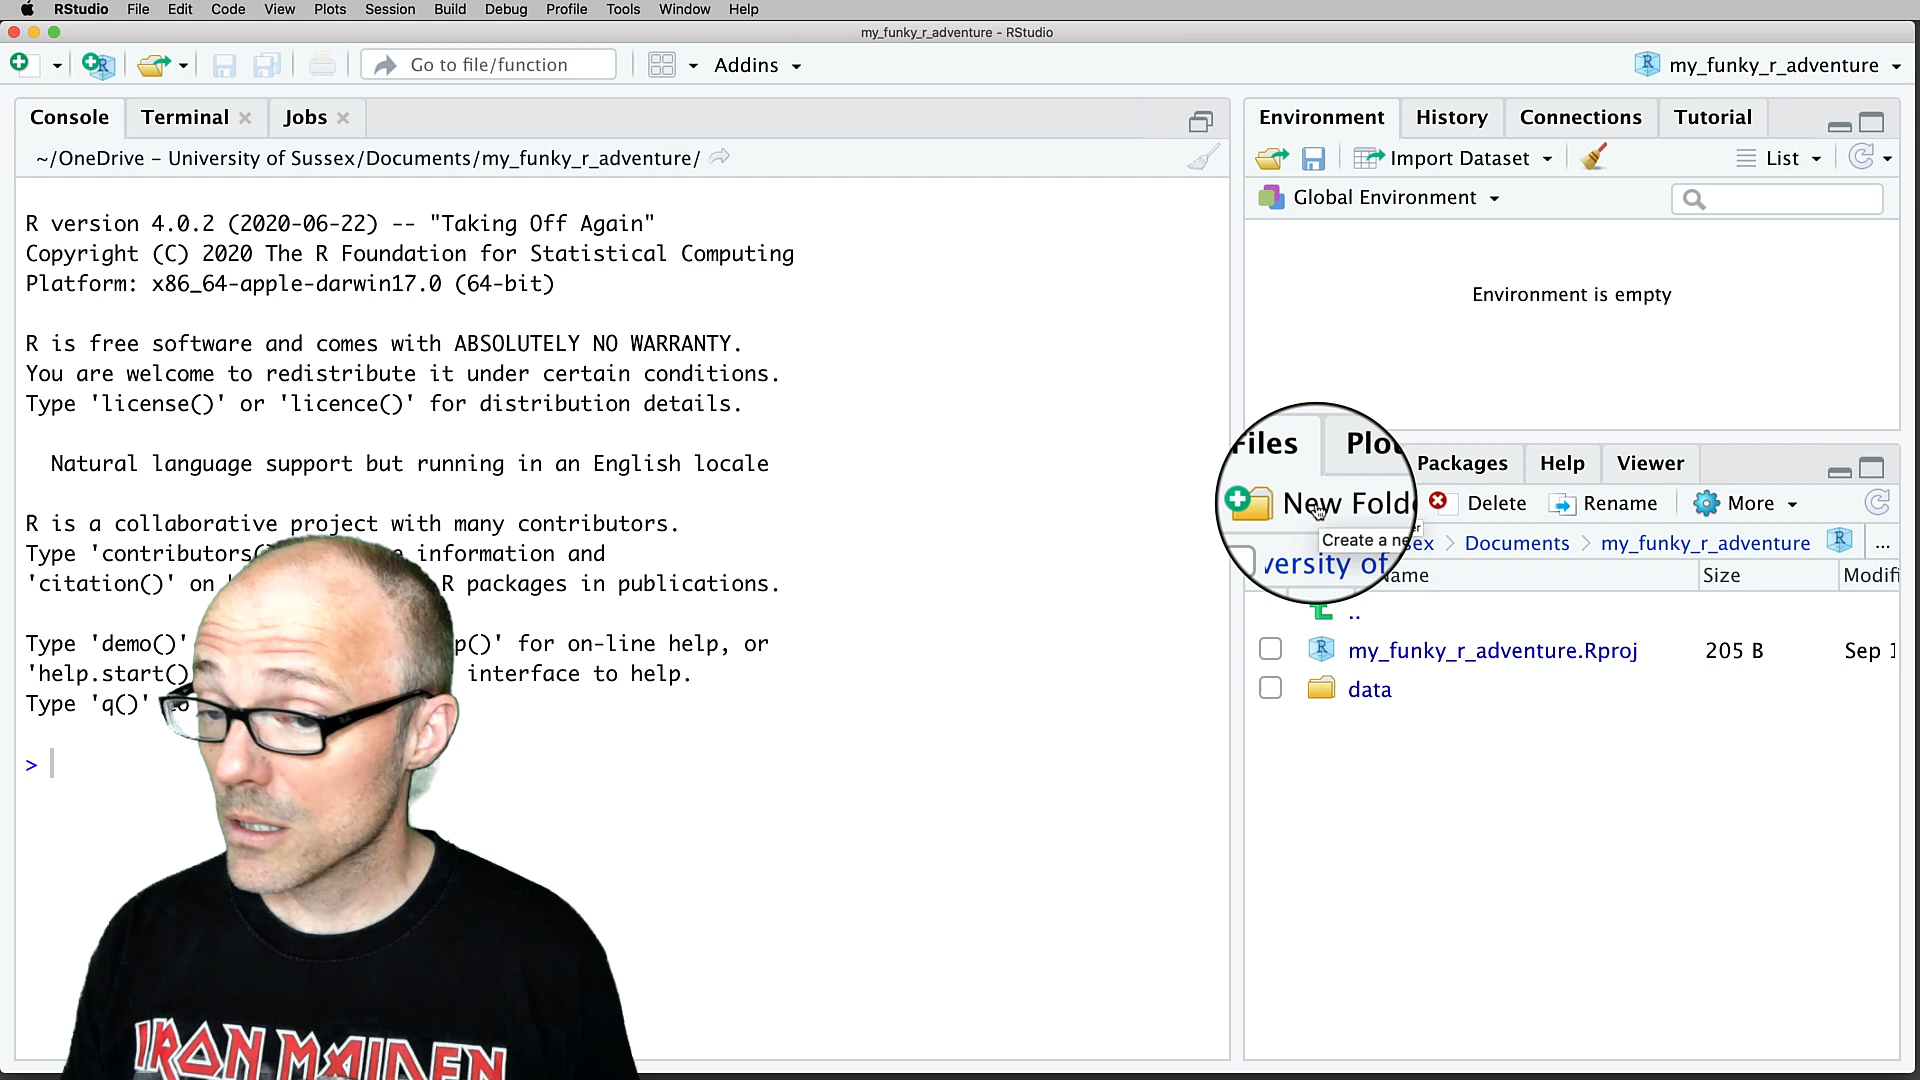 RStudio File Edit Code View Plots Session Build Debug Profile Tools Window Help
my_funky_r_adventure - RStudio
Go to file/function
Addins
my_funky_r_adventure
Console Terminal Jobs
~/OneDrive – University of Sussex/Documents/my_funky_r_adventure/
R version 4.0.2 (2020-06-22) -- "Taking Off Again"
Copyright (C) 2020 The R Foundation for Statistical Computing
Platform: x86_64-apple-darwin17.0 (64-bit)
R is free software and comes with ABSOLUTELY NO WARRANTY.
You are welcome to redistribute it under certain conditions.
Type 'license()' or 'licence()' for distribution details.
Natural language support but running in an English locale
R is a collaborative project with many contributors.
Type 'contributors( information and
'citation()' on R packages in publications.
Type 'demo()' p()' for on-line help, or
'help.start() interface to help.
Type 'q()'
>
IRON MAIDEN
Environment History Connections Tutorial
Import Dataset
List
Global Environment
Environment is empty
Files Plo Packages Help Viewer
New Fold Delete Rename More
Create a ne
versity of sex Documents my_funky_r_adventure ...
Name Size Modifi
..
my_funky_r_adventure.Rproj 205 B Sep 1
data